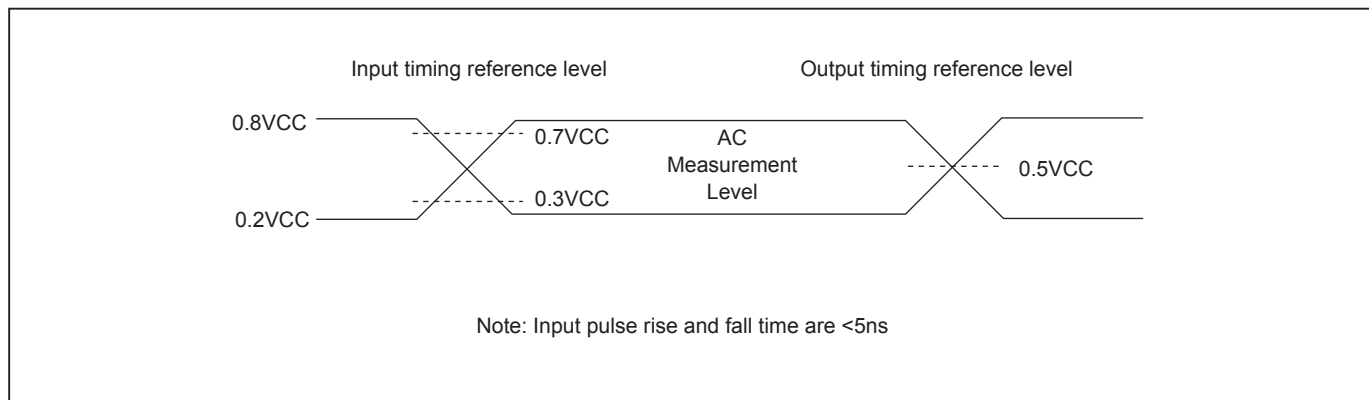 Input timing reference level
Output timing reference level
0.8VCC
0.7VCC
AC
Measurement
Level
0.5VCC
0.3VCC
0.2VCC
Note: Input pulse rise and fall time are <5ns